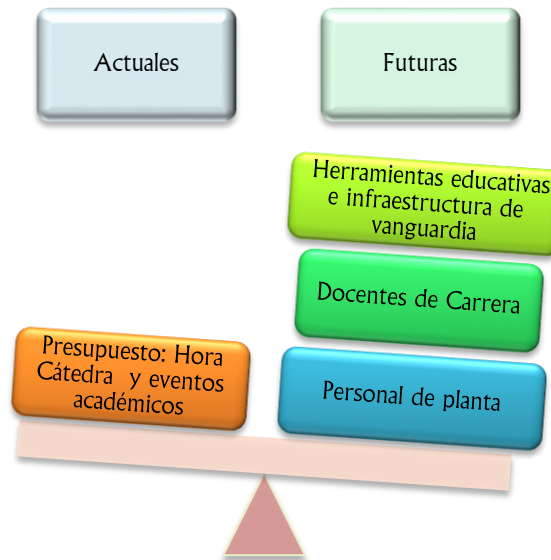 Actuales
Futuras
Herramientas educativas
e infraestructura de
vanguardia
Docentes de Carrera
Presupuesto: Hora
Cátedra y eventos
académicos
Personal de planta